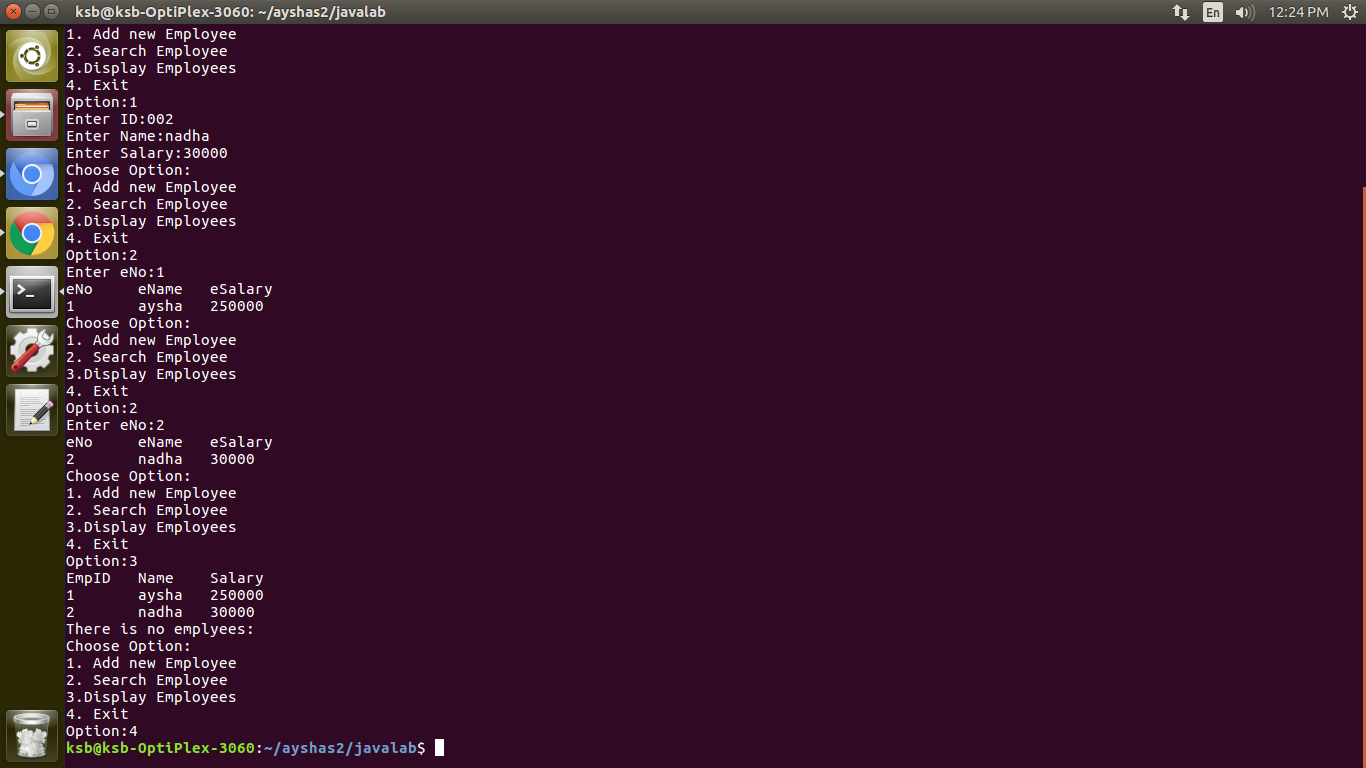 ksb@ksb-OptiPlex-3060: ~/ayshas2/javalab
En
12:24 PM
1. Add new Employee
2. Search Employee
3.Display Employees
4. Exit
Option:1
Enter ID:002
Enter Name:nadha
Enter Salary:30000
Choose Option:
1. Add new Employee
2. Search Employee
3.Display Employees
4. Exit
Option:2
Enter eNo:1
eNo eName eSalary
1 aysha 250000
Choose Option:
1. Add new Employee
2. Search Employee
3.Display Employees
4. Exit
Option:2
Enter eNo:2
eNo eName eSalary
2 nadha 30000
Choose Option:
1. Add new Employee
2. Search Employee
3.Display Employees
4. Exit
Option:3
EmpID Name Salary
1 aysha 250000
2 nadha 30000
There is no emplyees:
Choose Option:
1. Add new Employee
2. Search Employee
3.Display Employees
4. Exit
Option:4
ksb@ksb-OptiPlex-3060:~/ayshas2/javalab$